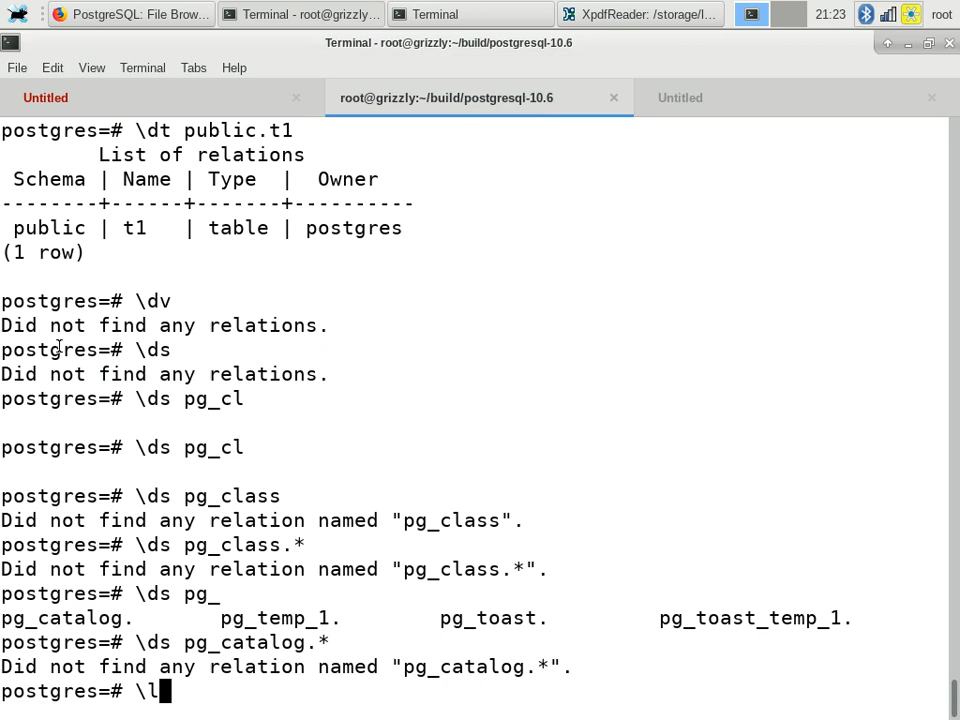 PostgreSQL: File Brow...
Terminal - root@grizzly:...
Terminal
XpdfReader: /storage/l...
21:23
root
Terminal - root@grizzly:~/build/postgresql-10.6
File Edit View Terminal Tabs Help
Untitled
root@grizzly:~/build/postgresql-10.6
Untitled
postgres=# \dt public.t1
List of relations
Schema | Name | Type | Owner
--------+------+-------+----------
public | t1 | table | postgres
(1 row)
postgres=# \dv
Did not find any relations.
postgres=# \ds
Did not find any relations.
postgres=# \ds pg_cl
postgres=# \ds pg_cl
postgres=# \ds pg_class
Did not find any relation named "pg_class".
postgres=# \ds pg_class.*
Did not find any relation named "pg_class.*".
postgres=# \ds pg_
pg_catalog. pg_temp_1. pg_toast. pg_toast_temp_1.
postgres=# \ds pg_catalog.*
Did not find any relation named "pg_catalog.*".
postgres=# \l